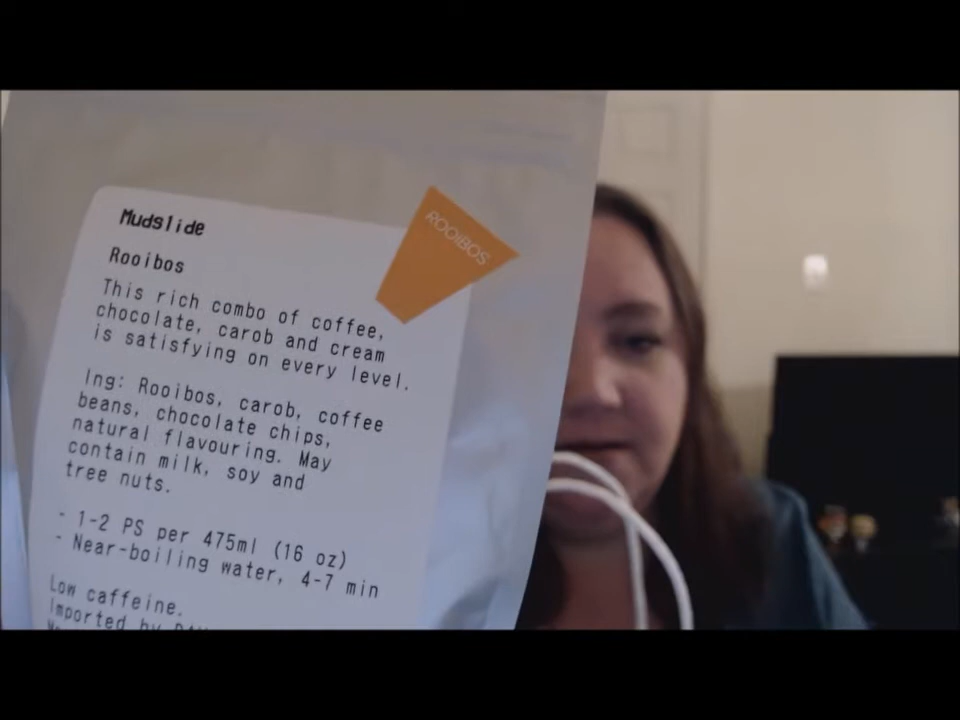 Mudslide
ROOIBOS
Rooibos
This rich combo of coffee,
chocolate, carob and cream
is satisfying on every level.
Ing: Rooibos, carob, coffee
beans, chocolate chips,
natural flavouring. May
contain milk, soy and
tree nuts.
- 1-2 PS per 475ml (16 oz)
- Near-boiling water, 4-7 min
Low caffeine.
Imported by